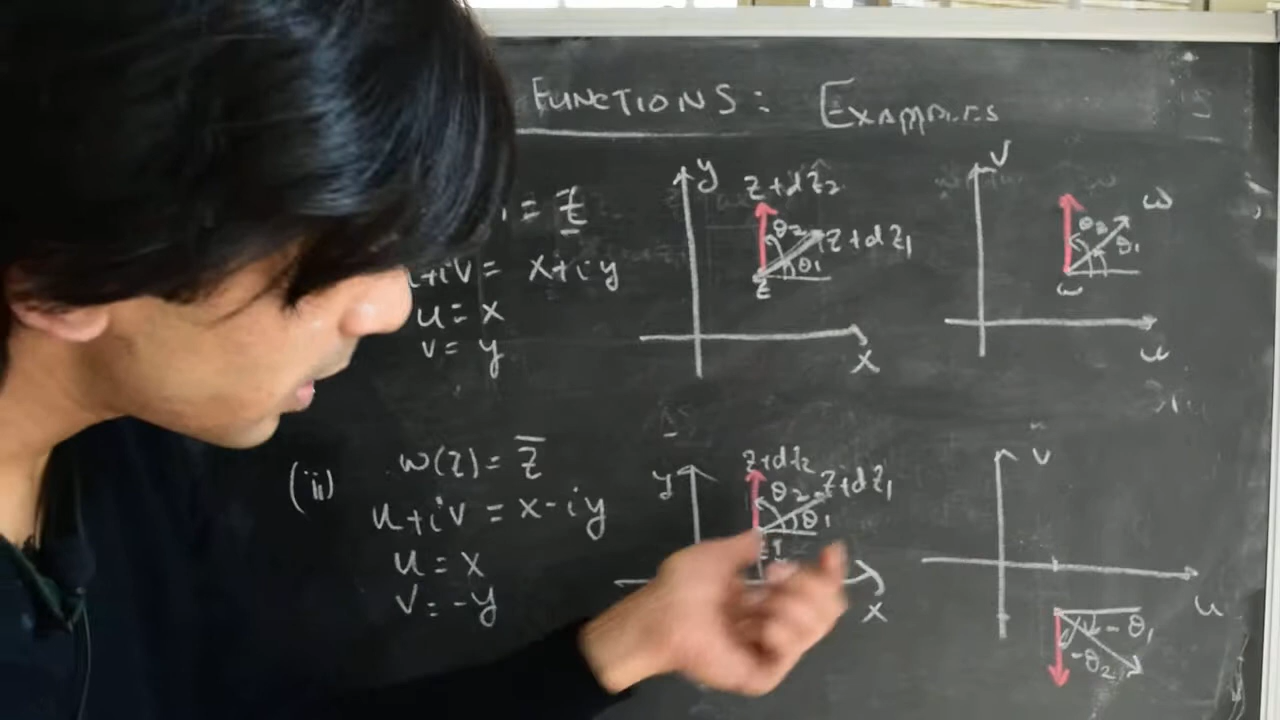 FUNCTIONS: EXAMPLES
= z
+iv = x+iy
u = x
v = y
y
z+dz₂
θ₂
z+dz₁
θ₁
z
x
v
ω
θ₂
θ₁
ω
u
(ii) ω(z) = z̅
u+iv = x-iy
u = x
v = -y
y
z+dz₂
θ₂
z+dz₁
θ₁
x
v
u
-θ₁
-θ₂